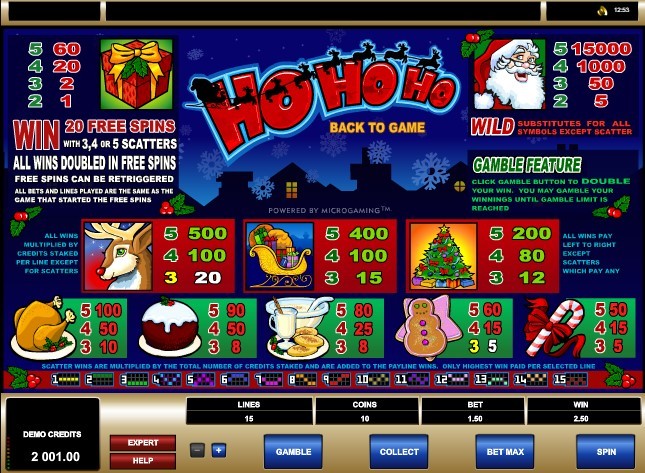 12:53
5 60
4 20
3 2
2 1
HO HO HO
BACK TO GAME
5 15000
4 1000
3 50
2 5
WIN 20 FREE SPINS
WITH 3,4 OR 5 SCATTERS
ALL WINS DOUBLED IN FREE SPINS
FREE SPINS CAN BE RETRIGGERED
ALL BETS AND LINES PLAYED ARE THE SAME AS THE
GAME THAT STARTED THE FREE SPINS
WILD SUBSTITUTES FOR ALL
SYMBOLS EXCEPT SCATTER
GAMBLE FEATURE
CLICK GAMBLE BUTTON TO DOUBLE
YOUR WIN. YOU MAY GAMBLE YOUR
WINNINGS UNTIL GAMBLE LIMIT IS
REACHED
POWERED BY MICROGAMING™
ALL WINS
MULTIPLIED BY
CREDITS STAKED
PER LINE EXCEPT
FOR SCATTERS
5 500
4 100
3 20
5 400
4 100
3 15
5 200
4 80
3 12
ALL WINS PAY
LEFT TO RIGHT
EXCEPT
SCATTERS
WHICH PAY ANY
5 100
4 50
3 10
5 90
4 50
3 8
5 80
4 25
3 8
5 60
4 15
3 5
5 50
4 15
3 5
SCATTER WINS ARE MULTIPLIED BY THE TOTAL NUMBER OF CREDITS STAKED AND ARE ADDED TO THE PAYLINE WINS. ONLY HIGHEST WIN PAID PER SELECTED LINE
1 2 3 4 5 6 7 8 9 10 11 12 13 14 15
LINES COINS BET WIN
15 10 1.50 2.50
DEMO CREDITS
2 001.00
EXPERT
HELP
- +
GAMBLE COLLECT BET MAX SPIN